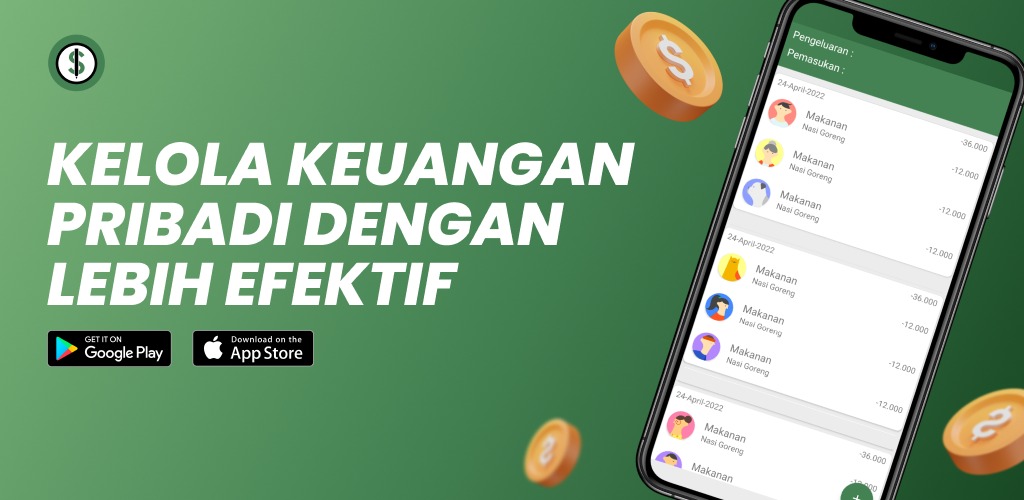 KELOLA KEUANGAN
PRIBADI DENGAN
LEBIH EFEKTIF
GET IT ON
Google Play
Download on the
App Store
Pengeluaran :
Pemasukan :
24-April-2022
-36.000
Makanan
Nasi Goreng
-12.000
Makanan
Nasi Goreng
-12.000
Makanan
Nasi Goreng
-12.000
24-April-2022
-36.000
Makanan
Nasi Goreng
-12.000
Makanan
Nasi Goreng
-12.000
Makanan
Nasi Goreng
-12.000
24-April-2022
-36.000
Makanan
Nasi Goreng
Makanan